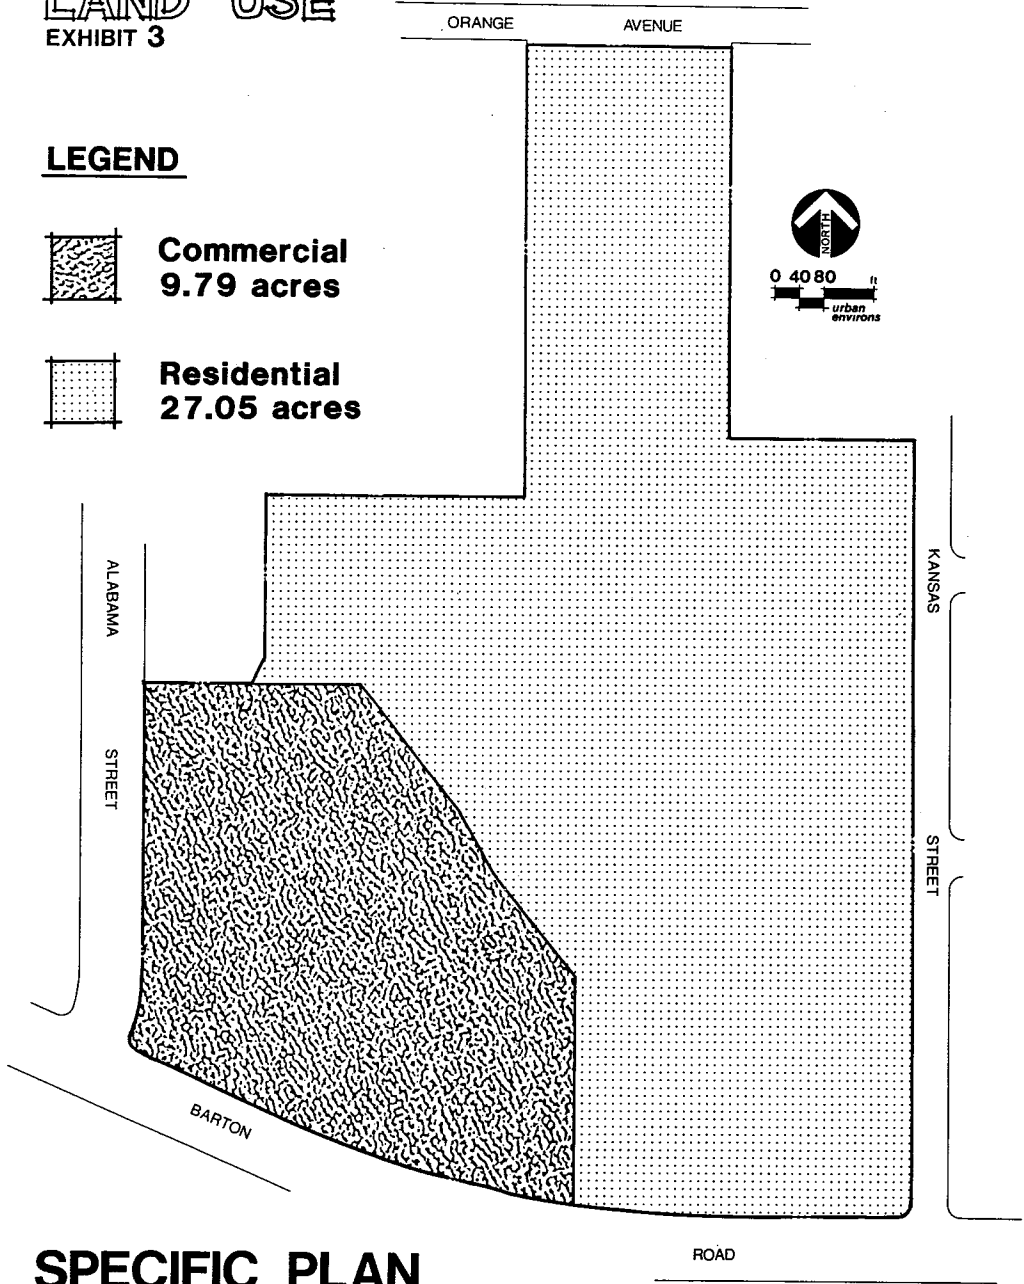 LAND USE
EXHIBIT 3
ORANGE AVENUE
LEGEND
Commercial
9.79 acres
Residential
27.05 acres
NORTH
0 40 80 ft
urban
environs
ALABAMA STREET
KANSAS STREET
BARTON ROAD
SPECIFIC PLAN